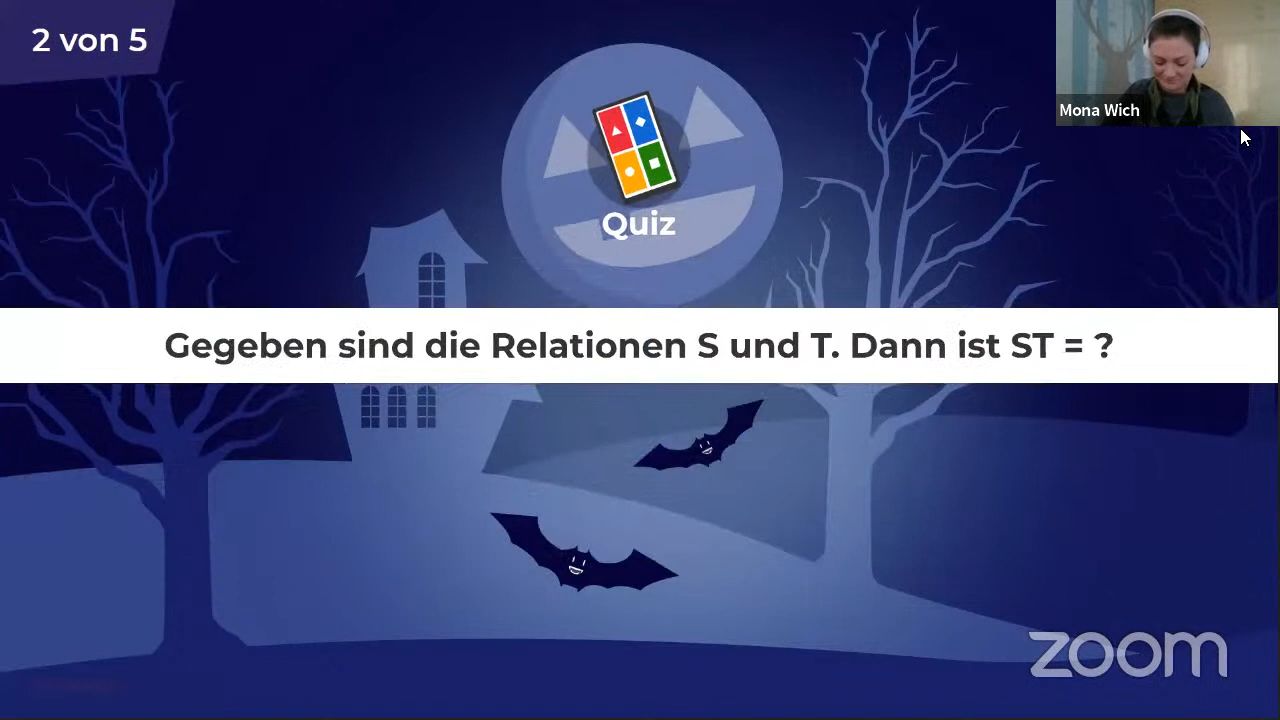 2 von 5
Mona Wich
Quiz
Gegeben sind die Relationen S und T. Dann ist ST = ?
zoom